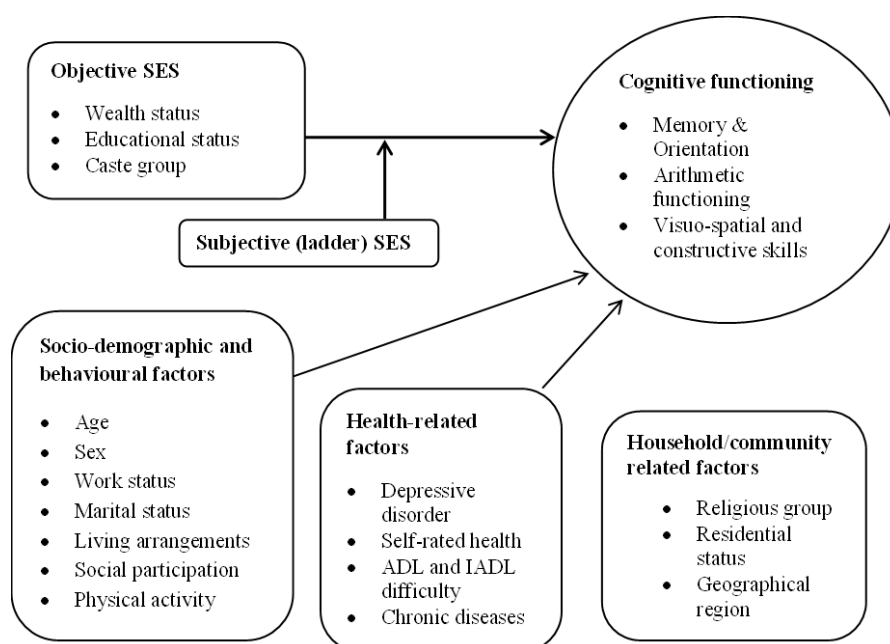 Objective SES
• Wealth status
• Educational status
• Caste group
Cognitive functioning
• Memory &
Orientation
• Arithmetic
functioning
• Visuo-spatial and
constructive skills
Subjective (ladder) SES
Socio-demographic and
behavioural factors
• Age
• Sex
• Work status
• Marital status
• Living arrangements
• Social participation
• Physical activity
Health-related
factors
• Depressive
disorder
• Self-rated health
• ADL and IADL
difficulty
• Chronic diseases
Household/community
related factors
• Religious group
• Residential
status
• Geographical
region